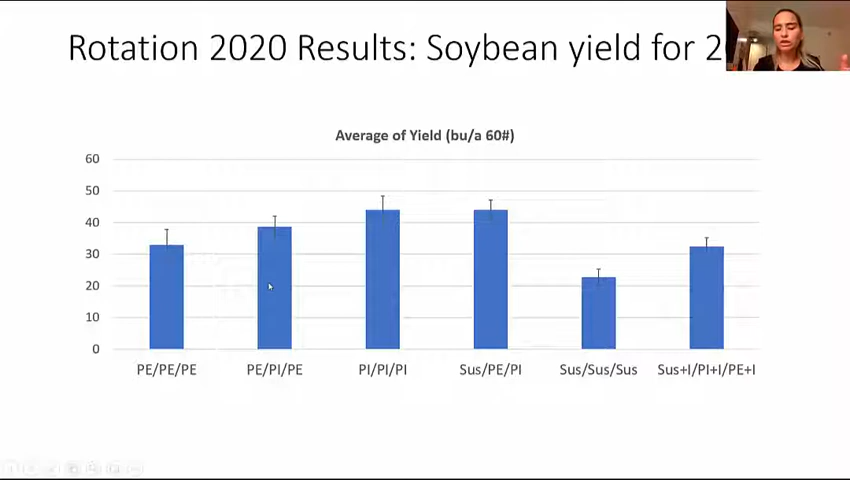 Rotation 2020 Results: Soybean yield for 2
Average of Yield (bu/a 60#)
60
50
40
30
20
10
0
PE/PE/PE PE/PI/PE PI/PI/PI Sus/PE/PI Sus/Sus/Sus Sus+I/PI+I/PE+I